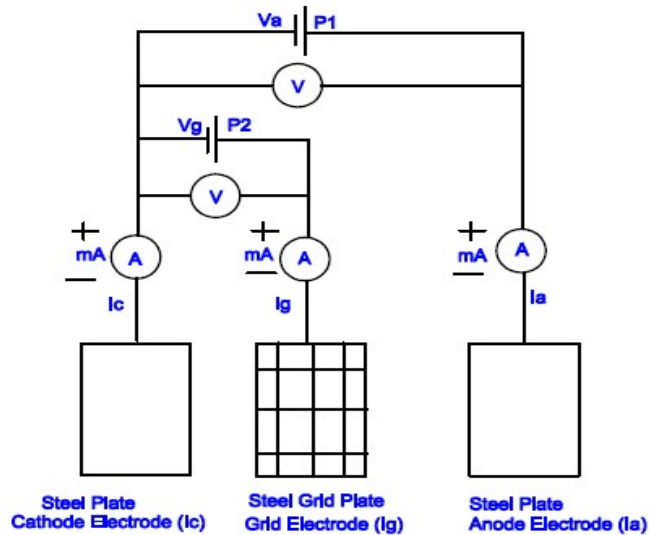 Va P1
V
Vg P2
V
+ + +
mA A mA A mA A
— — —
Ic Ig Ia
Steel Plate
Cathode Electrode (Ic)
Steel Grid Plate
Grid Electrode (Ig)
Steel Plate
Anode Electrode (Ia)